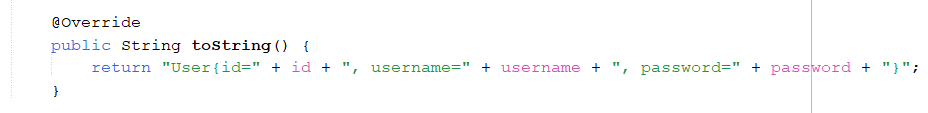 @Override
public String toString() {
return "User{id=" + id + ", username=" + username + ", password=" + password + "}";
}